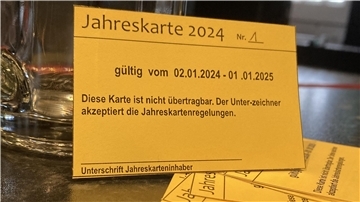 Jahreskarte 2024 Nr. 1
gültig vom 02.01.2024 - 01 .01.2025
Diese Karte ist nicht übertragbar. Der Unter-zeichner
akzeptiert die Jahreskartenregelungen.
Unterschrift Jahreskarteninhaber
Jahreskarte